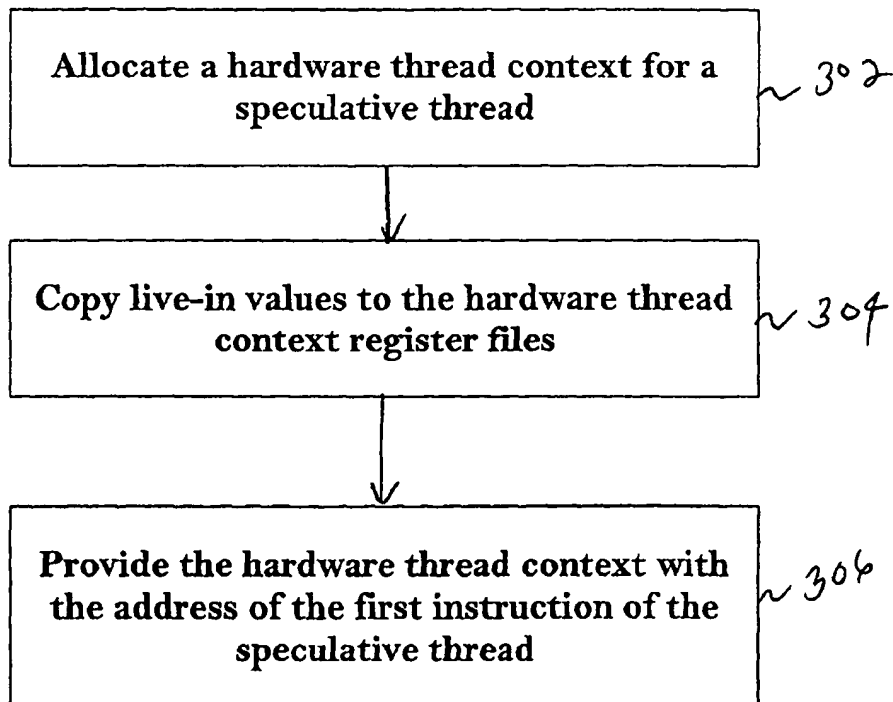 Allocate a hardware thread context for a
speculative thread
302
Copy live-in values to the hardware thread
context register files
304
Provide the hardware thread context with
the address of the first instruction of the
speculative thread
306